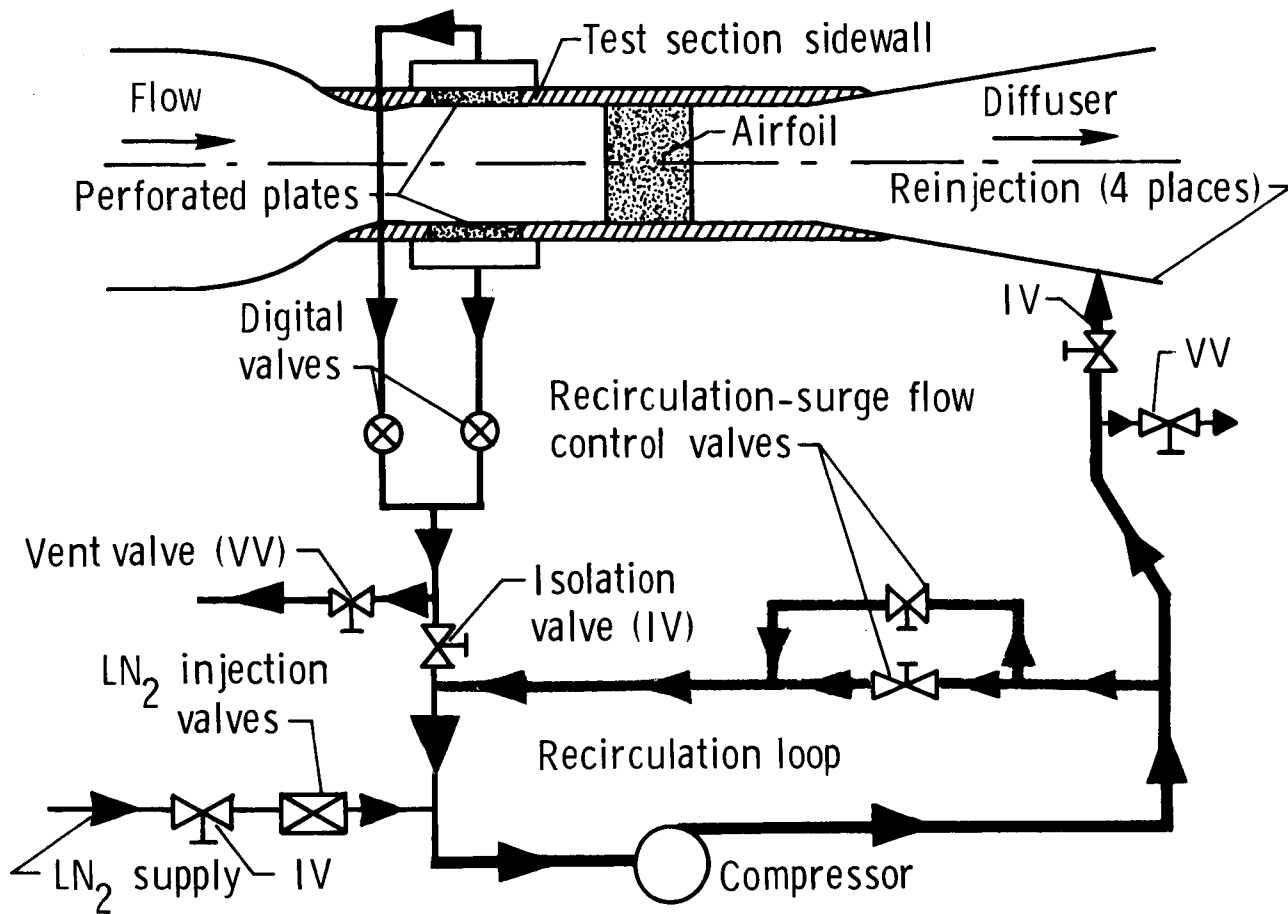 Test section sidewall
Flow
Diffuser
Airfoil
Perforated plates
Reinjection (4 places)
IV
Digital
valves
VV
Recirculation-surge flow
control valves
Vent valve (VV)
Isolation
valve (IV)
LN2 injection
valves
Recirculation loop
LN2 supply
IV
Compressor